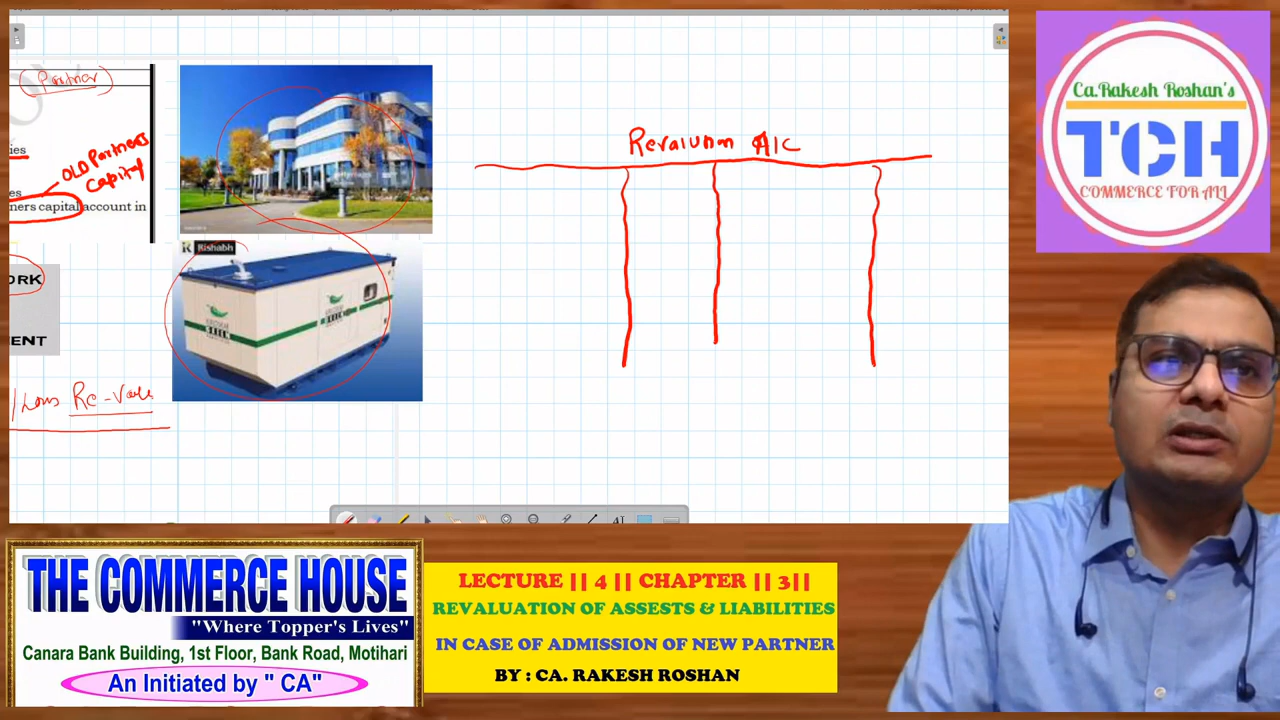 (Partner)
ies
OLD Partners
Capital
es
ners capital account in
ORK
ENT
Re-Valu
Rishabh
GREEN
GREEN
Revaluation A/C
Ca.Rakesh Roshan's
TCH
COMMERCE FOR ALL
THE COMMERCE HOUSE
"Where Topper's Lives"
Canara Bank Building, 1st Floor, Bank Road, Motihari
An Initiated by " CA"
LECTURE || 4 || CHAPTER || 3||
REVALUATION OF ASSESTS & LIABILITIES
IN CASE OF ADMISSION OF NEW PARTNER
BY : CA. RAKESH ROSHAN